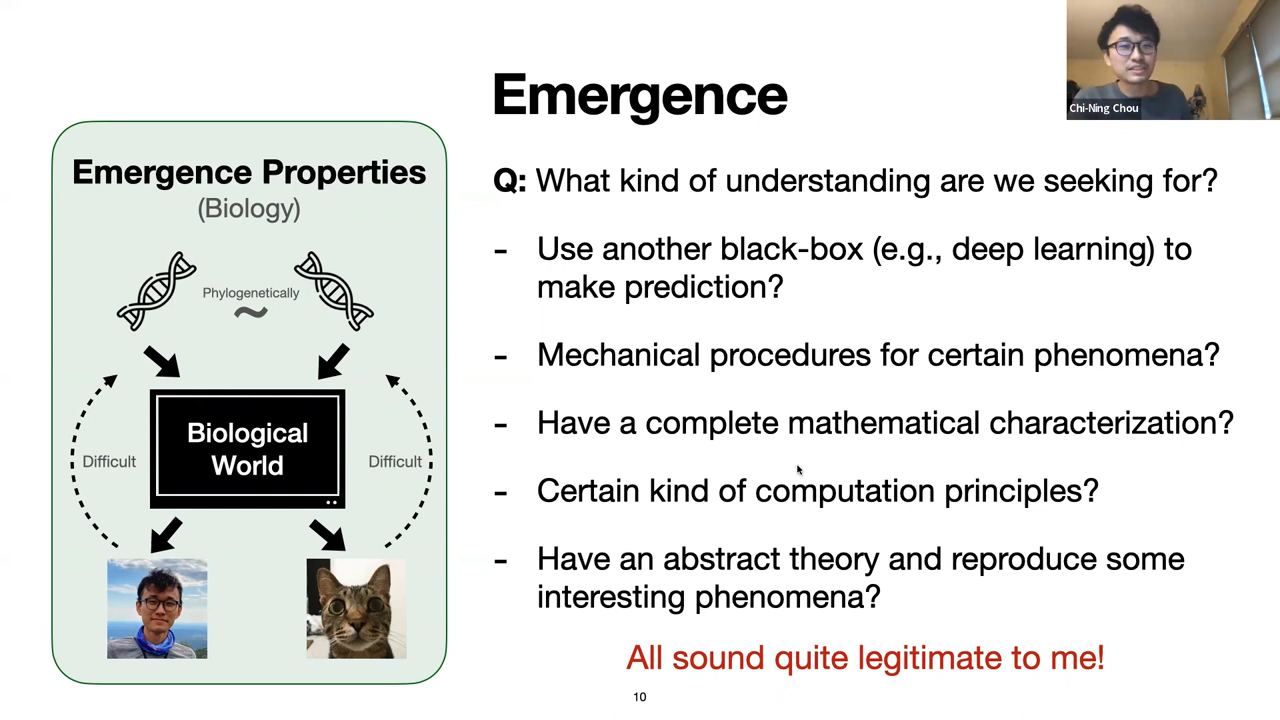 Emergence
Chi-Ning Chou
Emergence Properties
(Biology)
Phylogenetically
~
Biological
World
Difficult
Difficult
Q: What kind of understanding are we seeking for?
- Use another black-box (e.g., deep learning) to
make prediction?
- Mechanical procedures for certain phenomena?
- Have a complete mathematical characterization?
- Certain kind of computation principles?
- Have an abstract theory and reproduce some
interesting phenomena?
All sound quite legitimate to me!
10